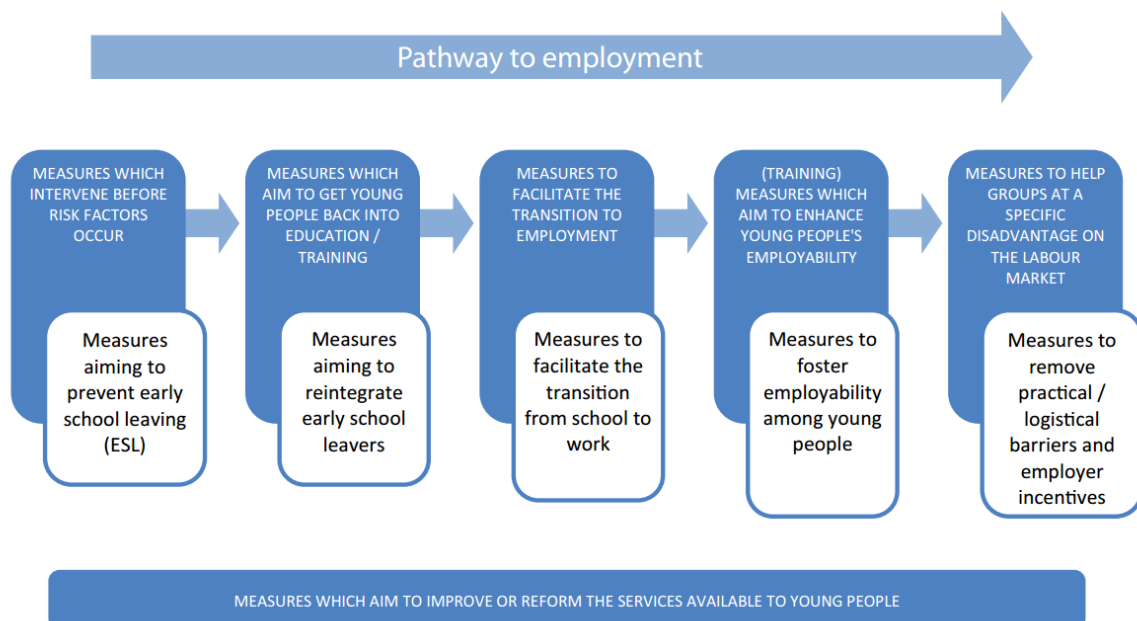 Pathway to employment
MEASURES WHICH
INTERVENE BEFORE
RISK FACTORS
OCCUR
Measures
aiming to
prevent early
school leaving
(ESL)
MEASURES WHICH
AIM TO GET YOUNG
PEOPLE BACK INTO
EDUCATION /
TRAINING
Measures
aiming to
reintegrate
early school
leavers
MEASURES TO
FACILITATE THE
TRANSITION TO
EMPLOYMENT
Measures to
facilitate the
transition
from school to
work
(TRAINING)
MEASURES WHICH
AIM TO ENHANCE
YOUNG PEOPLE'S
EMPLOYABILITY
Measures to
foster
employability
among young
people
MEASURES TO HELP
GROUPS AT A
SPECIFIC
DISADVANTAGE ON
THE LABOUR
MARKET
Measures to
remove
practical /
logistical
barriers and
employer
incentives
MEASURES WHICH AIM TO IMPROVE OR REFORM THE SERVICES AVAILABLE TO YOUNG PEOPLE